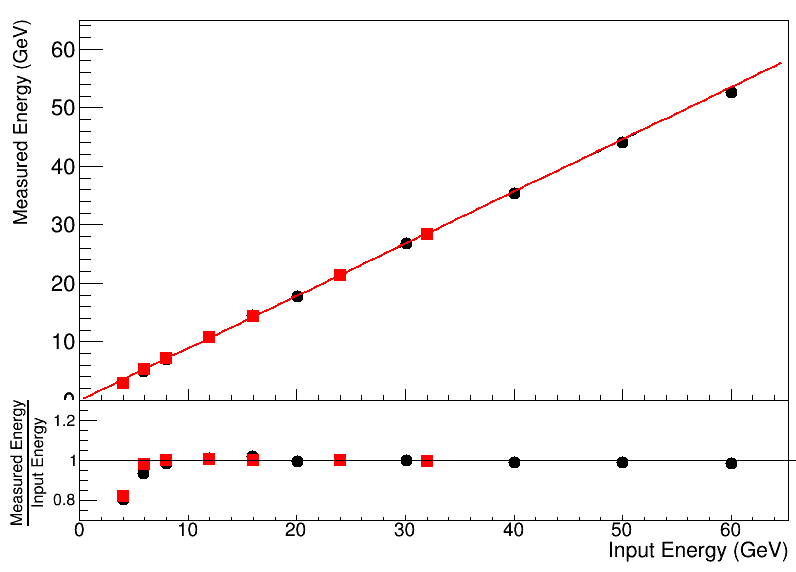 Measured Energy (GeV)
60
50
40
30
20
10
0
Measured Energy
Input Energy
1.2
1
0.8
0 10 20 30 40 50 60
Input Energy (GeV)